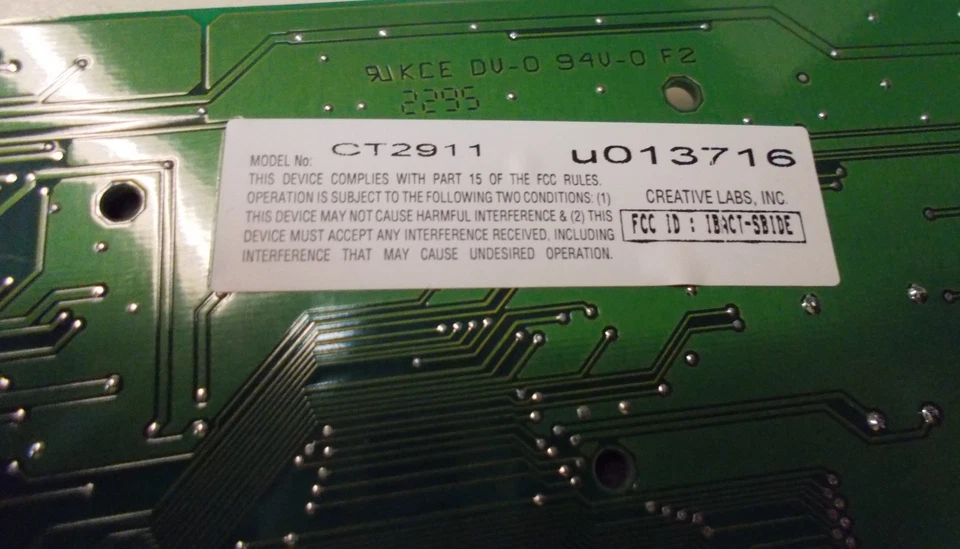 KCE DV-0 94V-0 F2
2295
MODEL No: CT2911 u013716
THIS DEVICE COMPLIES WITH PART 15 OF THE FCC RULES.
OPERATION IS SUBJECT TO THE FOLLOWING TWO CONDITIONS: (1)
THIS DEVICE MAY NOT CAUSE HARMFUL INTERFERENCE & (2) THIS
DEVICE MUST ACCEPT ANY INTERFERENCE RECEIVED, INCLUDING
INTERFERENCE THAT MAY CAUSE UNDESIRED OPERATION.
CREATIVE LABS, INC.
FCC ID : IBACT-SBIDE